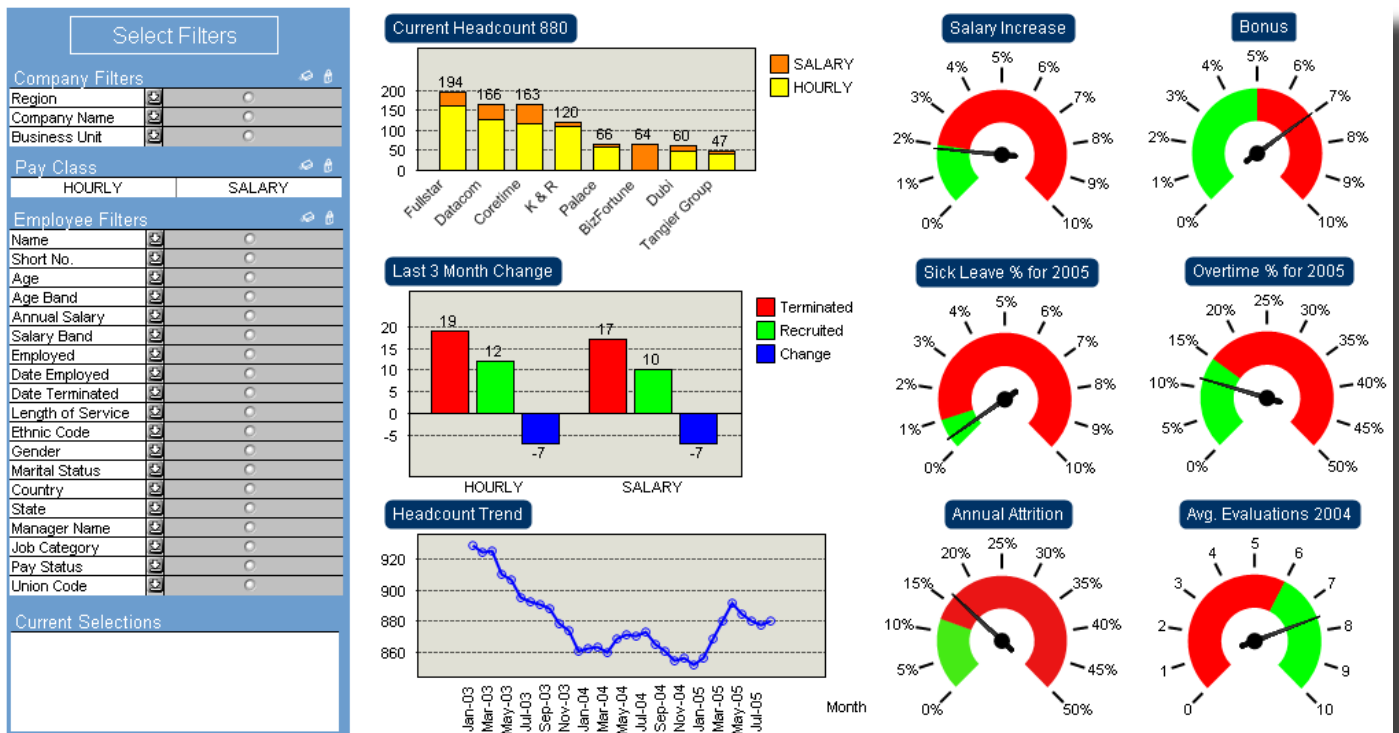 Select Filters
Company Filters
Region
Company Name
Business Unit
Pay Class
HOURLY SALARY
Employee Filters
Name
Short No.
Age
Age Band
Annual Salary
Salary Band
Employed
Date Employed
Date Terminated
Length of Service
Ethnic Code
Gender
Marital Status
Country
State
Manager Name
Job Category
Pay Status
Union Code
Current Selections
Current Headcount 880
SALARY
HOURLY
200
150
100
50
0
194 166 163 120 66 64 60 47
Fullstar Datacom Coretime K & R Palace BizFortune Dubi Tangier Group
Last 3 Month Change
Terminated
Recruited
Change
20
15
10
5
0
-5
19 12 -7 17 10 -7
HOURLY SALARY
Headcount Trend
920
900
880
860
Jan-03 Mar-03 May-03 Jul-03 Sep-03 Nov-03 Jan-04 Mar-04 May-04 Jul-04 Sep-04 Nov-04 Jan-05 Mar-05 May-05 Jul-05
Month
Salary Increase
0% 1% 2% 3% 4% 5% 6% 7% 8% 9% 10%
Bonus
0% 1% 2% 3% 4% 5% 6% 7% 8% 9% 10%
Sick Leave % for 2005
0% 1% 2% 3% 4% 5% 6% 7% 8% 9% 10%
Overtime % for 2005
0% 5% 10% 15% 20% 25% 30% 35% 40% 45% 50%
Annual Attrition
0% 5% 10% 15% 20% 25% 30% 35% 40% 45% 50%
Avg. Evaluations 2004
0 1 2 3 4 5 6 7 8 9 10